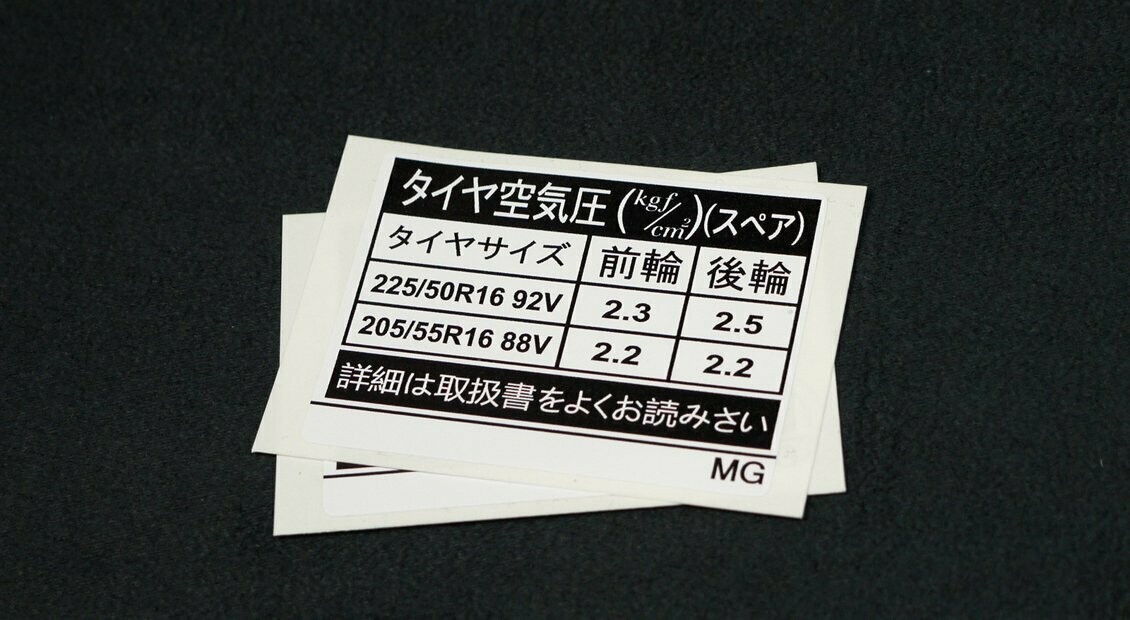 タイヤ空気圧 (kgf/cm²)(スペア)
タイヤサイズ 前輪 後輪
225/50R16 92V 2.3 2.5
205/55R16 88V 2.2 2.2
詳細は取扱書をよくお読みさい
MG